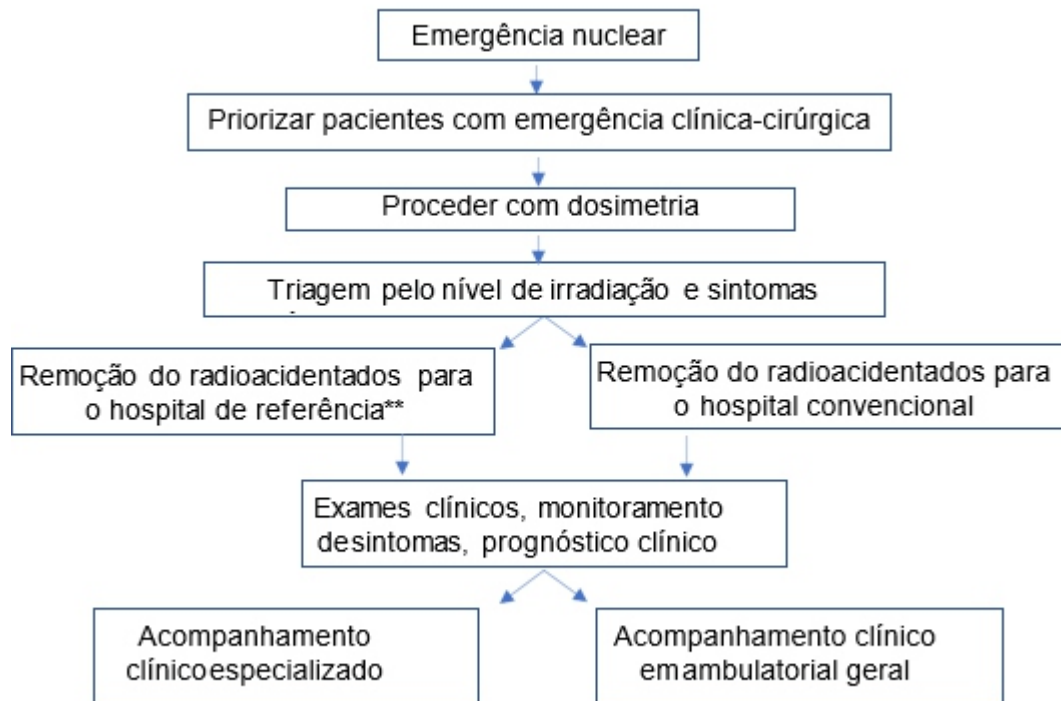 Emergência nuclear
Priorizar pacientes com emergência clínica-cirúrgica
Proceder com dosimetria
Triagem pelo nível de irradiação e sintomas
Remoção do radioacidentados para
o hospital de referência**
Remoção do radioacidentados para
o hospital convencional
Exames clínicos, monitoramento
desintomas, prognóstico clínico
Acompanhamento
clínicoespecializado
Acompanhamento clínico
emambulatorial geral